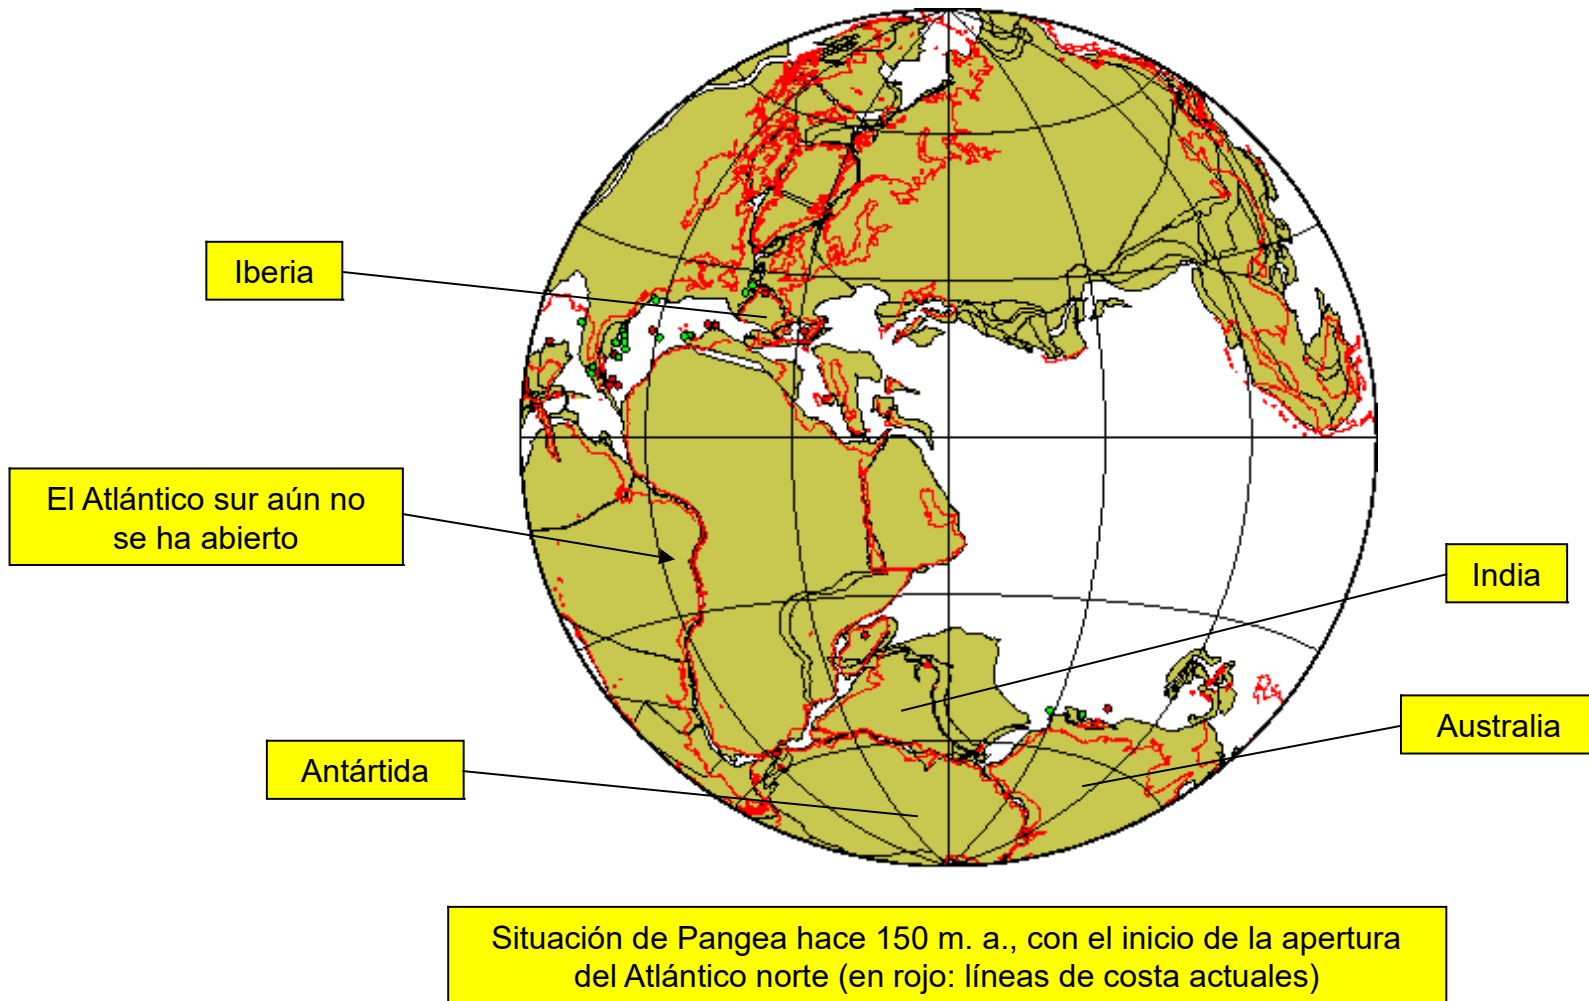 Iberia
El Atlántico sur aún no
se ha abierto
India
Australia
Antártida
Situación de Pangea hace 150 m. a., con el inicio de la apertura
del Atlántico norte (en rojo: líneas de costa actuales)